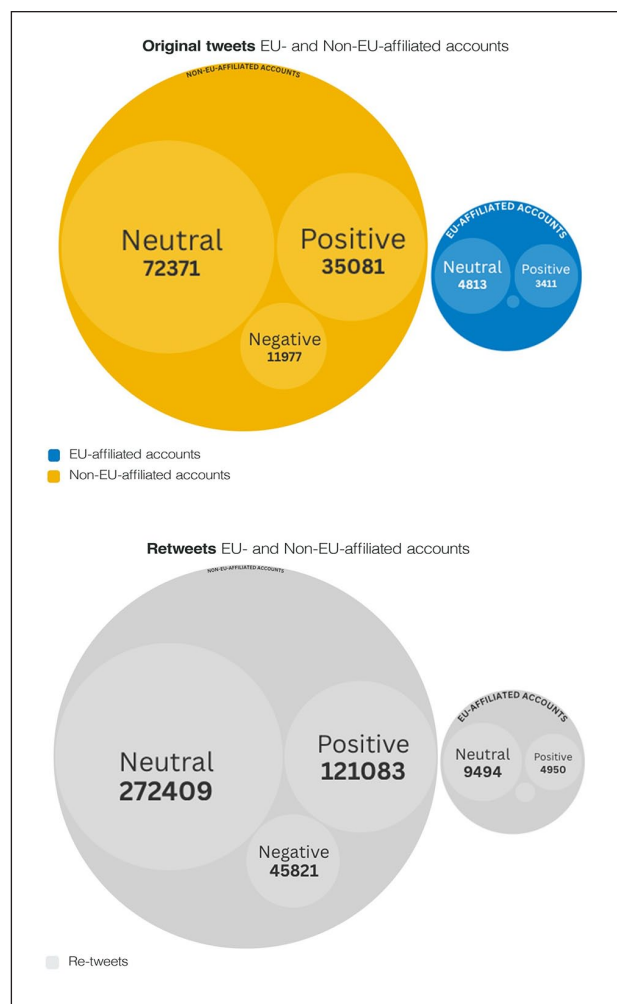 Original tweets EU- and Non-EU-affiliated accounts
NON-EU-AFFILIATED ACCOUNTS
Neutral
72371
Positive
35081
Negative
11977
EU-AFFILIATED ACCOUNTS
Neutral
4813
Positive
3411
EU-affiliated accounts
Non-EU-affiliated accounts
Retweets EU- and Non-EU-affiliated accounts
NON-EU-AFFILIATED ACCOUNTS
Neutral
272409
Positive
121083
Negative
45821
EU-AFFILIATED ACCOUNTS
Neutral
9494
Positive
4950
Re-tweets